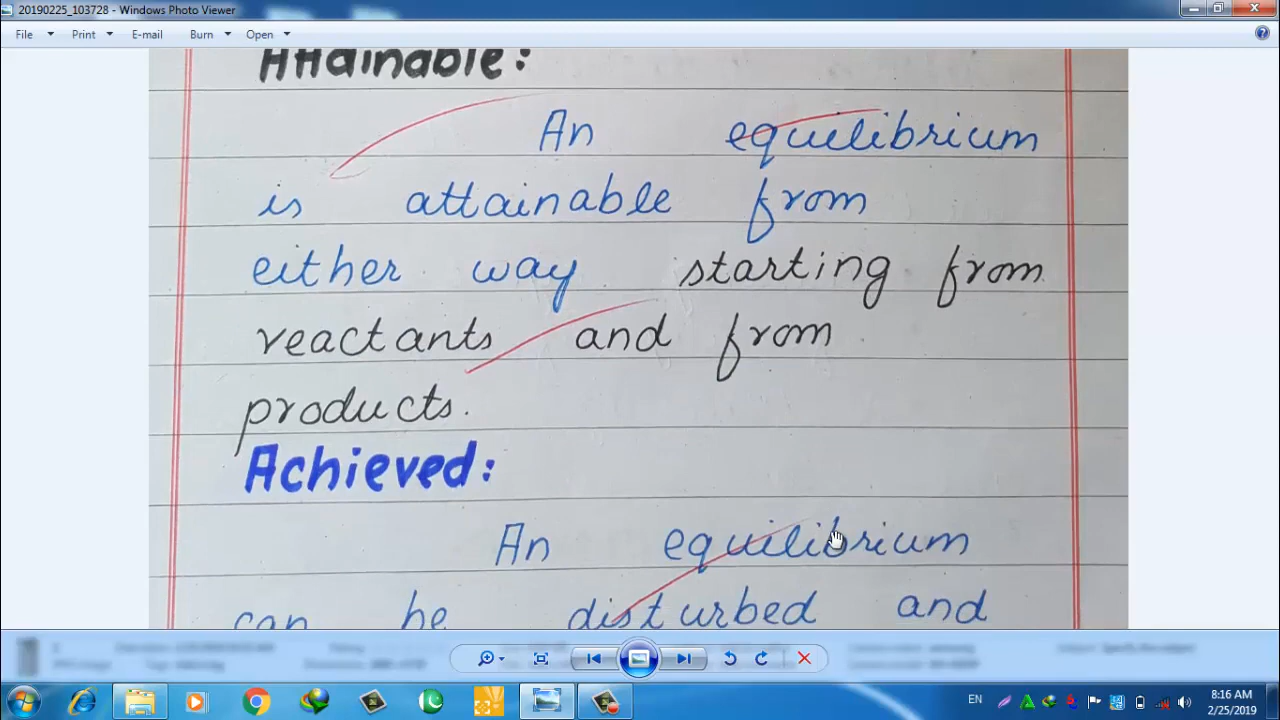 20190225_103728 - Windows Photo Viewer
File Print E-mail Burn Open
Attainable:
An equilibrium
is attainable from
either way starting from
reactants and from
products.
Achieved:
An equilibrium
can be disturbed and
EN
8:16 AM
2/25/2019